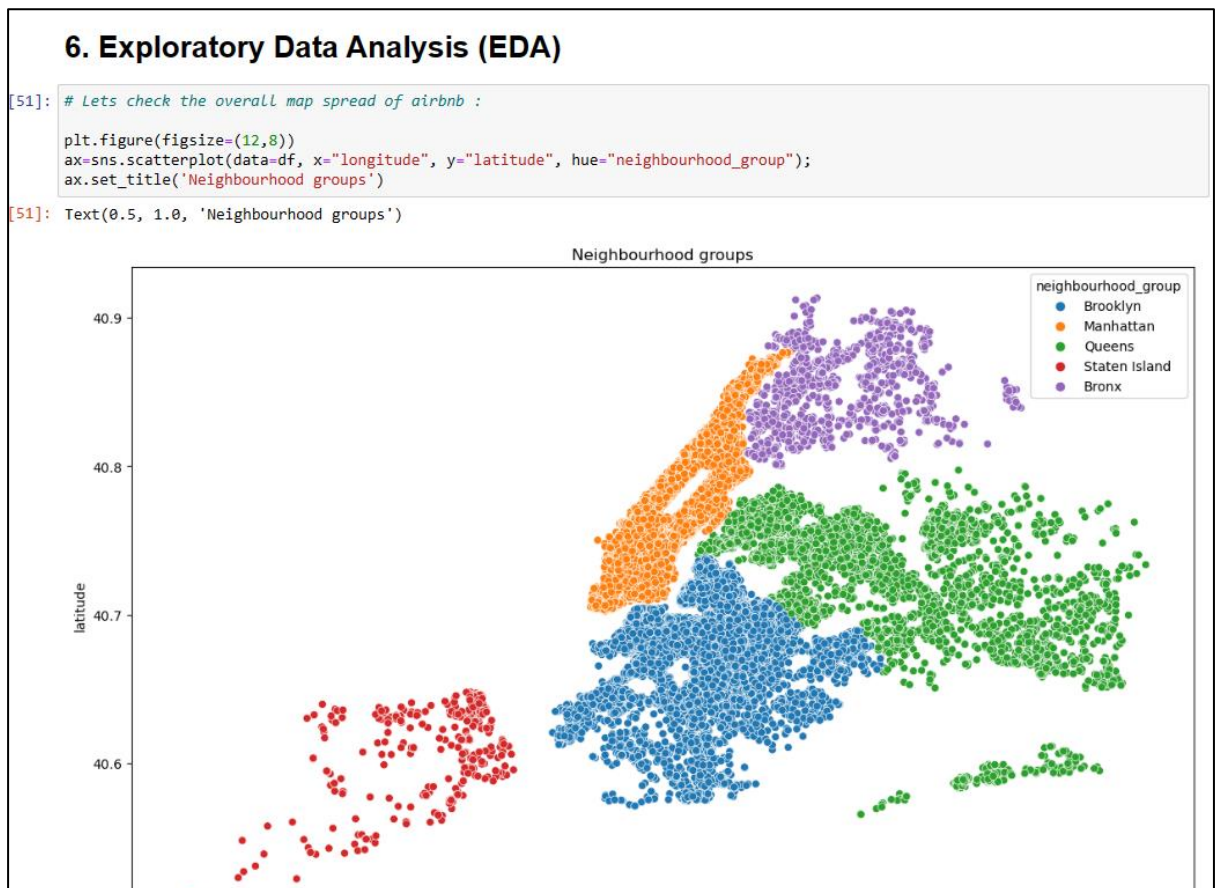 6. Exploratory Data Analysis (EDA)
[51]: # Lets check the overall map spread of airbnb :
plt.figure(figsize=(12,8))
ax=sns.scatterplot(data=df, x="longitude", y="latitude", hue="neighbourhood_group");
ax.set_title('Neighbourhood groups')
[51]: Text(0.5, 1.0, 'Neighbourhood groups')
Neighbourhood groups
neighbourhood_group
Brooklyn
Manhattan
Queens
Staten Island
Bronx
40.9
40.8
latitude
40.7
40.6